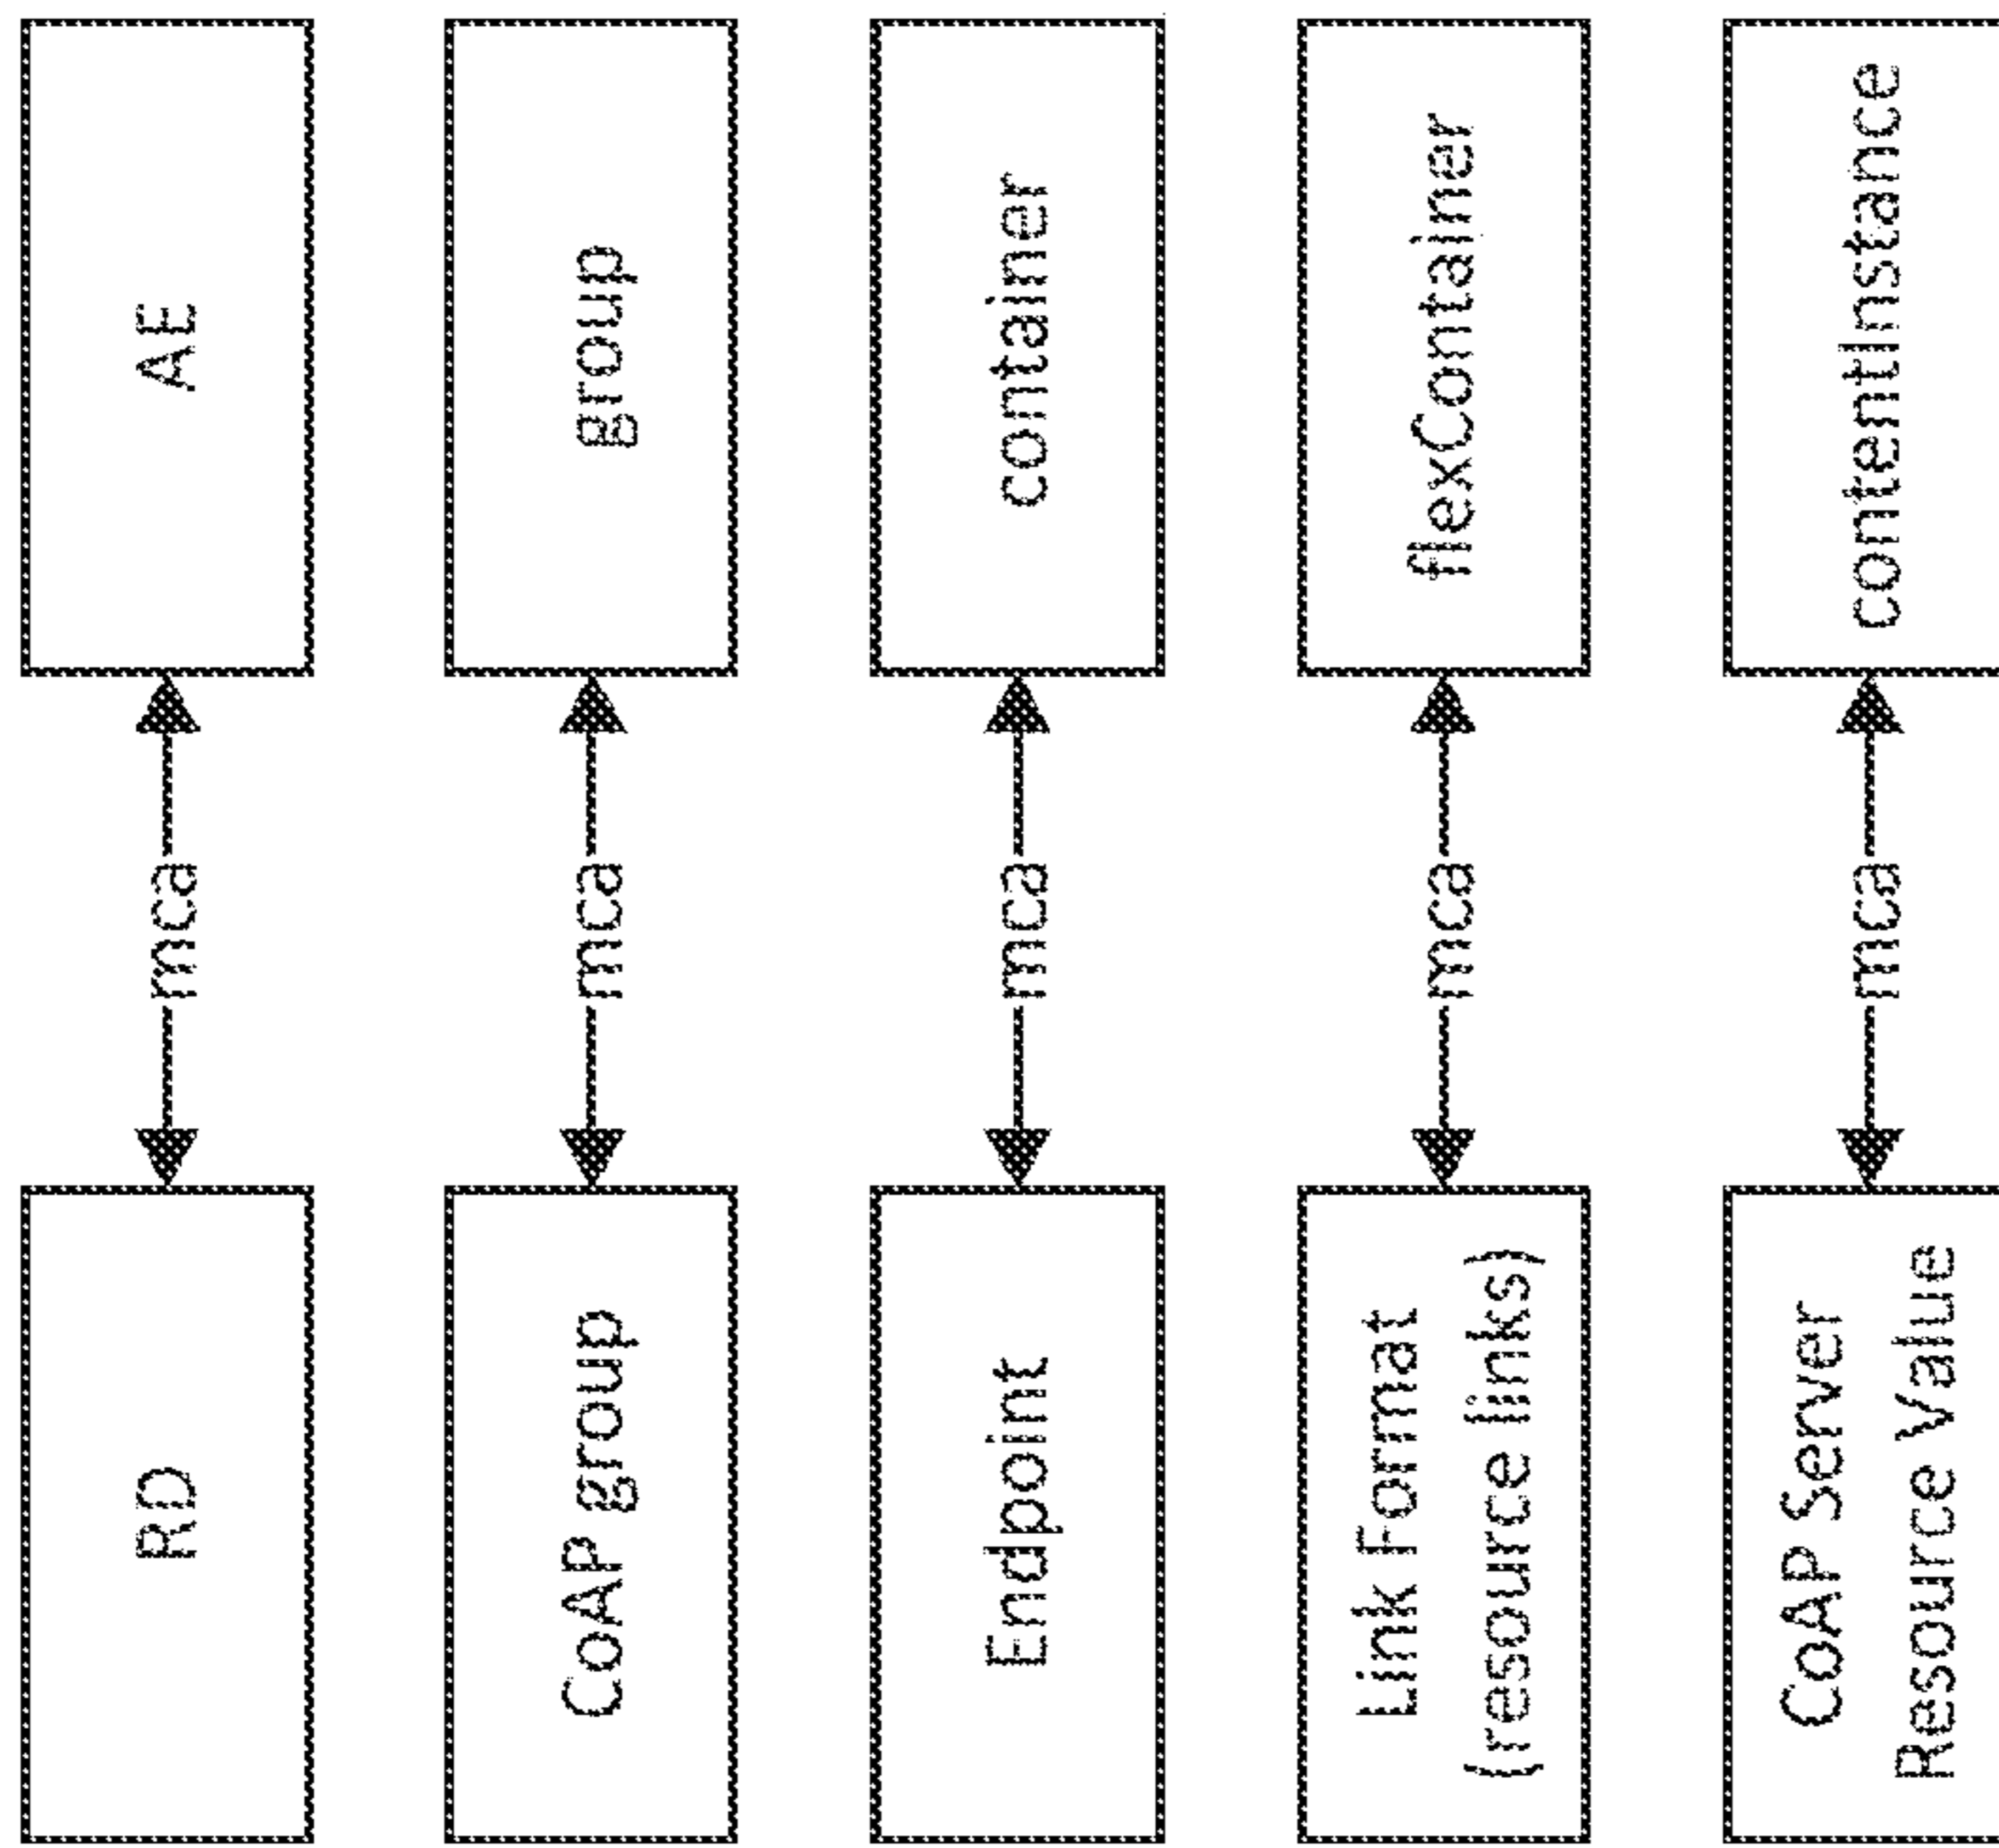 RD
mca
AE
CoAP group
mca
group
Endpoint
mca
container
Link Format
(resource links)
mca
flexContainer
CoAP Server
Resource Value
mca
contentInstance